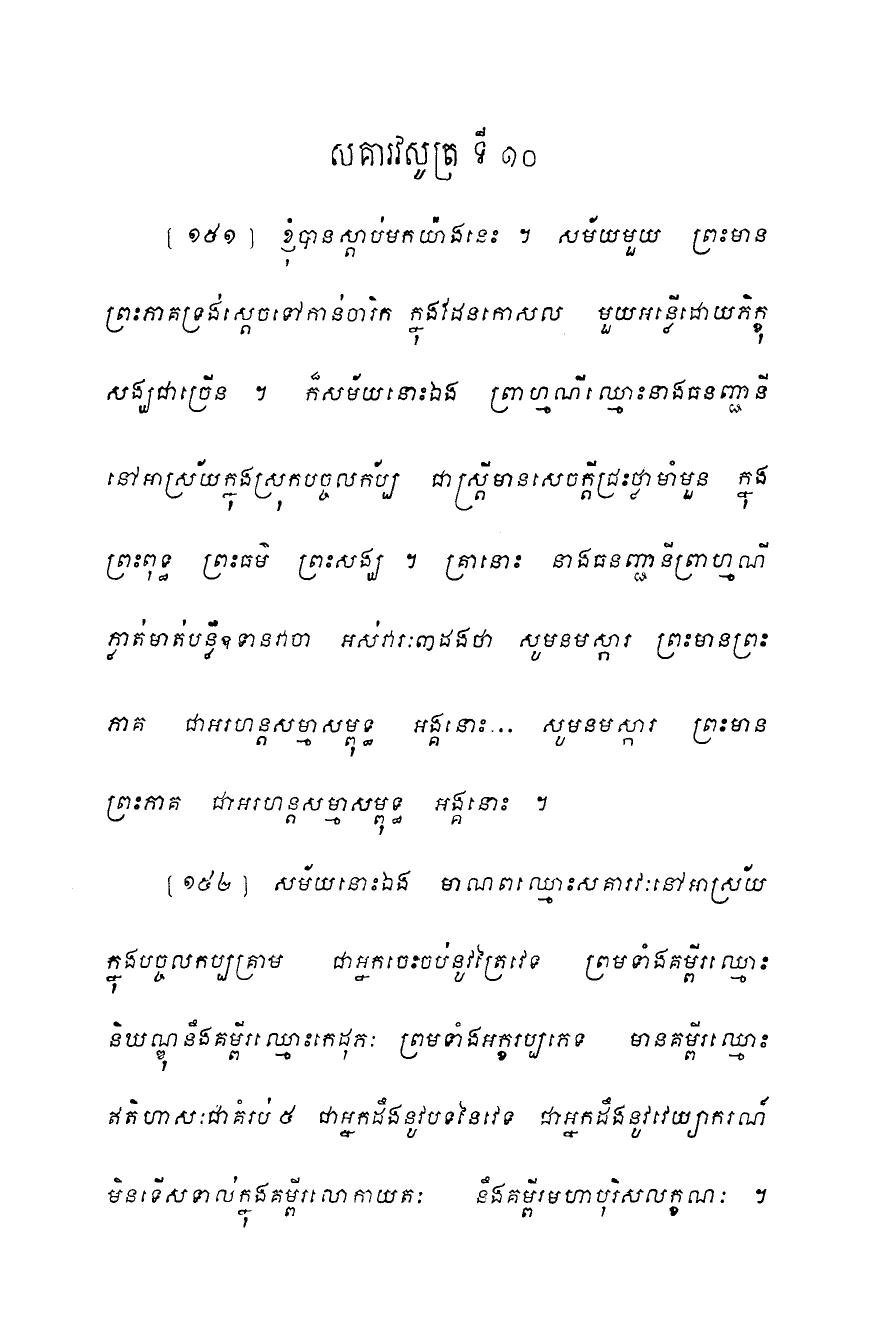 សគារវសូត្រ ទី ១០
[ ១៥១ ] ខ្ញុំបានស្តាប់មកយ៉ាងនេះ ។ សម័យមួយ ព្រះមាន
ព្រះភាគទ្រង់ស្តេចទៅកាន់ចារិក ក្នុងដែនកោសល មួយអន្លើដោយភិក្ខុ
សង្ឃជាច្រើន ។ ក៏សម័យនោះឯង ព្រាហ្មណីឈ្មោះនាងធនញ្ជានី
នៅអាស្រ័យក្នុងស្រុកបច្ចលកប្ប័ ជាស្ត្រីមានសេចក្តីជ្រះថ្លាមាំមួន ក្នុង
ព្រះពុទ្ធ ព្រះធម៌ ព្រះសង្ឃ ។ គ្រានោះ នាងធនញ្ជានីព្រាហ្មណី
ភ្លាត់មាត់បន្លឺឧទានវាចា អស់វារៈ៣ដងថា សូមនមស្ការ ព្រះមានព្រះ
ភាគ ជាអរហន្តសម្មាសម្ពុទ្ធ អង្គនោះ... សូមនមស្ការ ព្រះមាន
ព្រះភាគ ជាអរហន្តសម្មាសម្ពុទ្ធ អង្គនោះ ។
[ ១៥២ ] សម័យនោះឯង មាណពឈ្មោះសគារវៈនៅអាស្រ័យ
ក្នុងបច្ចលកប្បគ្រាម ជាអ្នកចេះចប់នូវត្រៃវេទ ព្រមទាំងគម្ពីរឈ្មោះ
និឃណ្ឌុនឹងគម្ពីរឈ្មោះកេដុភៈ ព្រមទាំងអក្ខរប្បភេទ មានគម្ពីរឈ្មោះ
ឥតិហាសៈជាគំរប់ ៥ ជាអ្នកដឹងនូវបទនៃវេទ ជាអ្នកដឹងនូវវេយ្យាករណ៍
មិនទើសទាល់ក្នុងគម្ពីរលោកាយតៈ នឹងគម្ពីរមហាបុរិសលក្ខណៈ ។